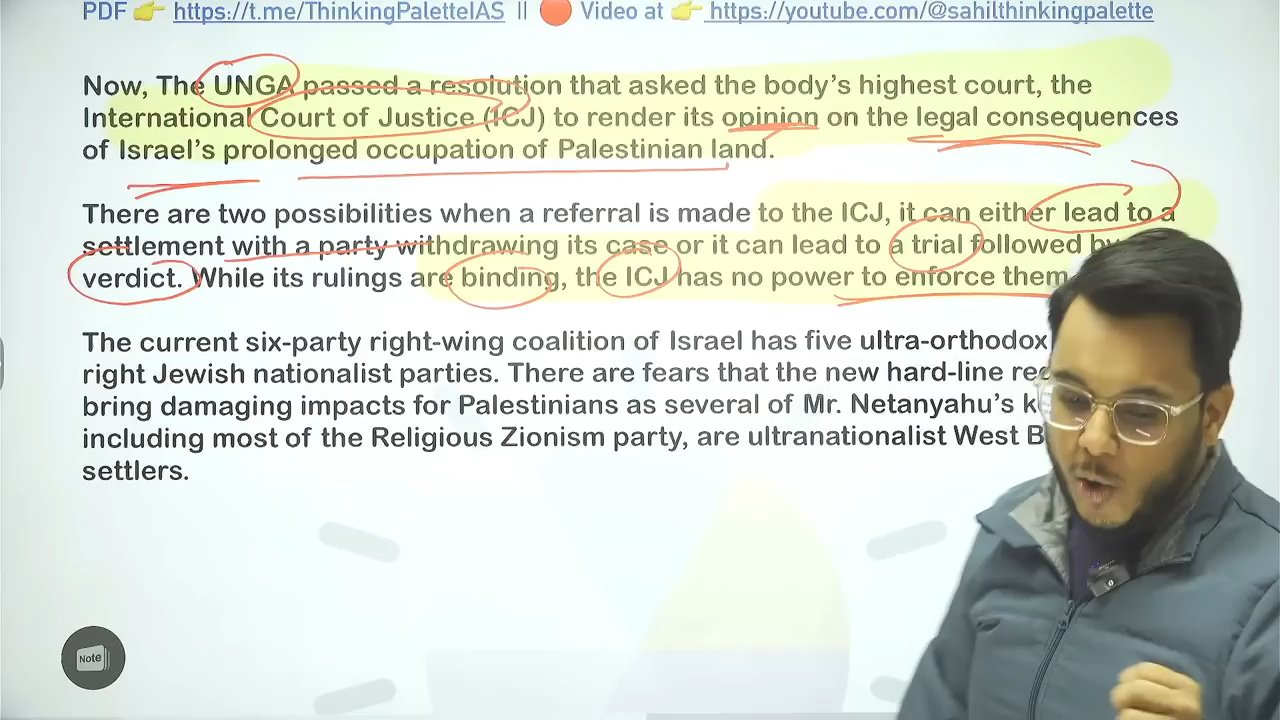 PDF 👉 https://t.me/ThinkingPaletteIAS || 🔴 Video at 👉 https://youtube.com/@sahilthinkingpalette
Now, The UNGA passed a resolution that asked the body's highest court, the
International Court of Justice (ICJ) to render its opinion on the legal consequences
of Israel's prolonged occupation of Palestinian land.
There are two possibilities when a referral is made to the ICJ, it can either lead to a
settlement with a party withdrawing its case or it can lead to a trial followed by
verdict. While its rulings are binding, the ICJ has no power to enforce them
The current six-party right-wing coalition of Israel has five ultra-orthodox
right Jewish nationalist parties. There are fears that the new hard-line
bring damaging impacts for Palestinians as several of Mr. Netanyahu's
including most of the Religious Zionism party, are ultranationalist West
settlers.
Note